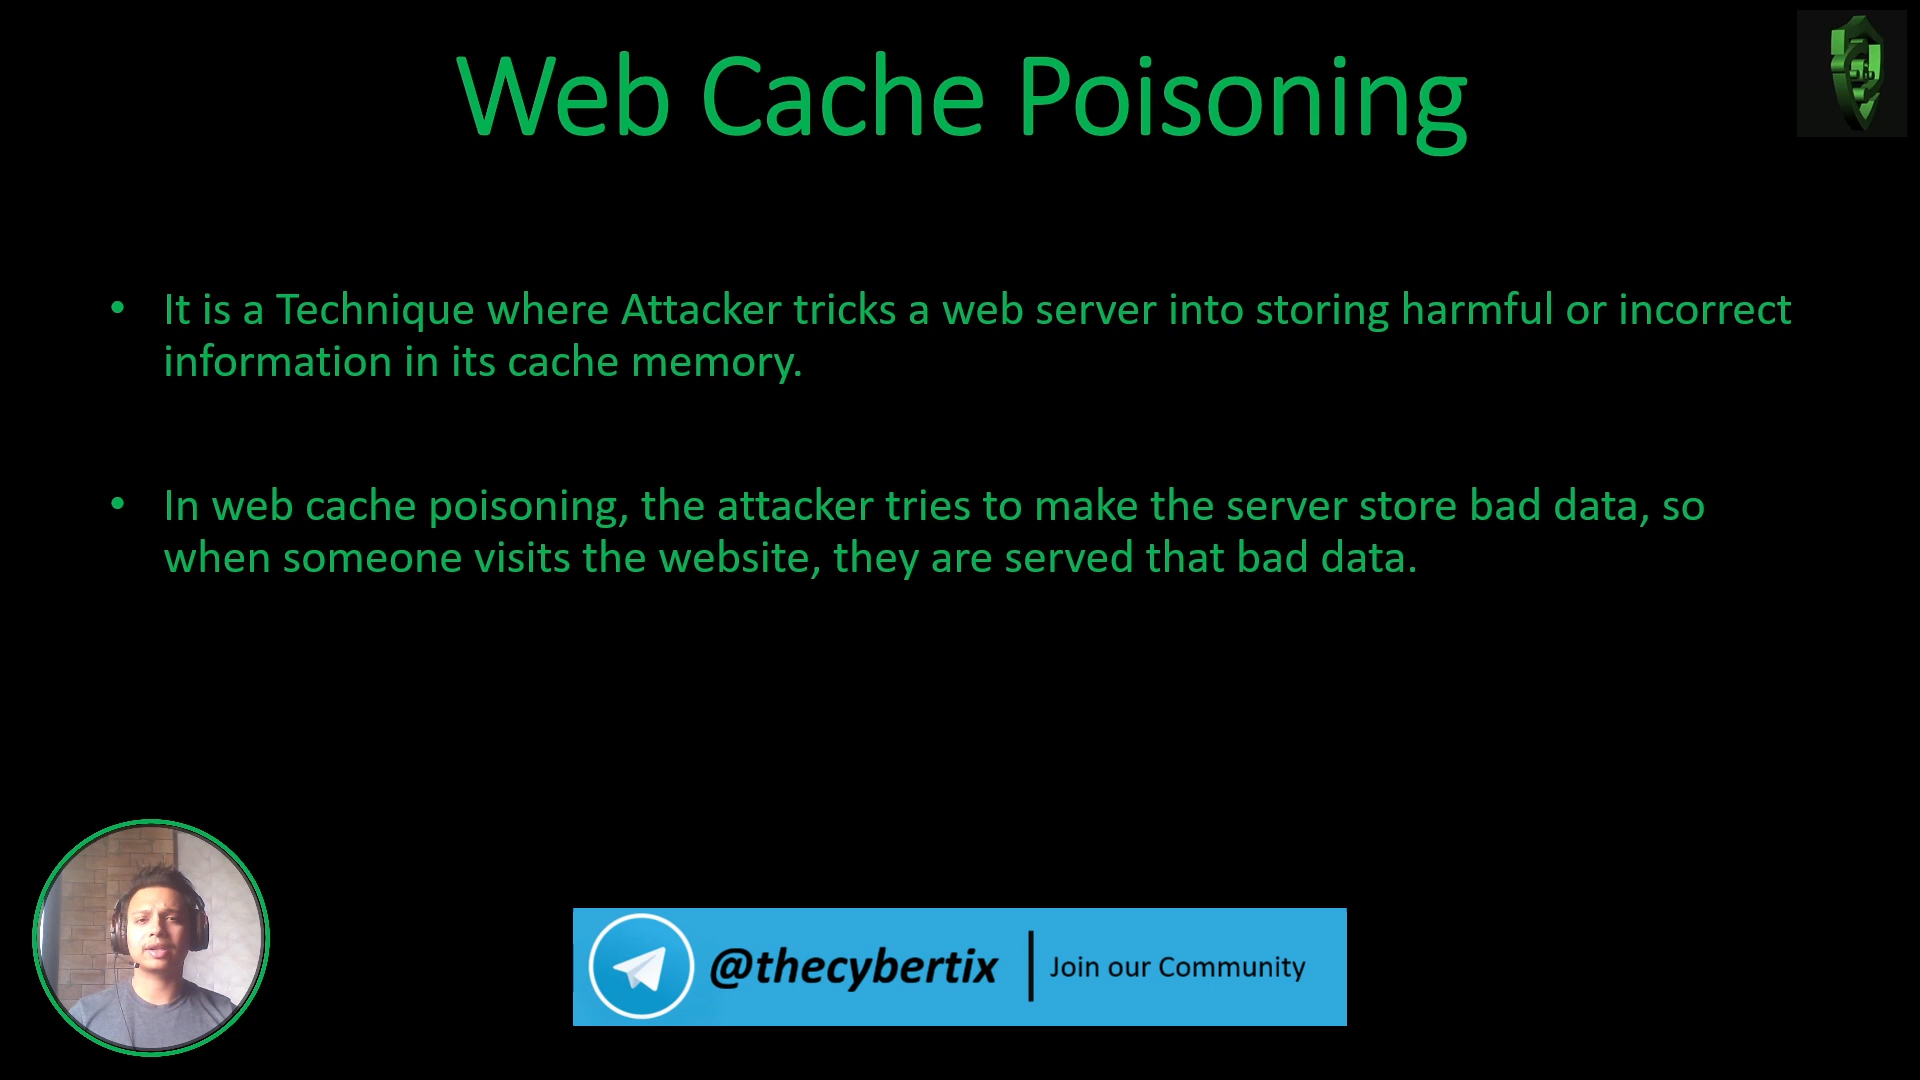 Web Cache Poisoning
• It is a Technique where Attacker tricks a web server into storing harmful or incorrect
information in its cache memory.
• In web cache poisoning, the attacker tries to make the server store bad data, so
when someone visits the website, they are served that bad data.
@thecybertix | Join our Community